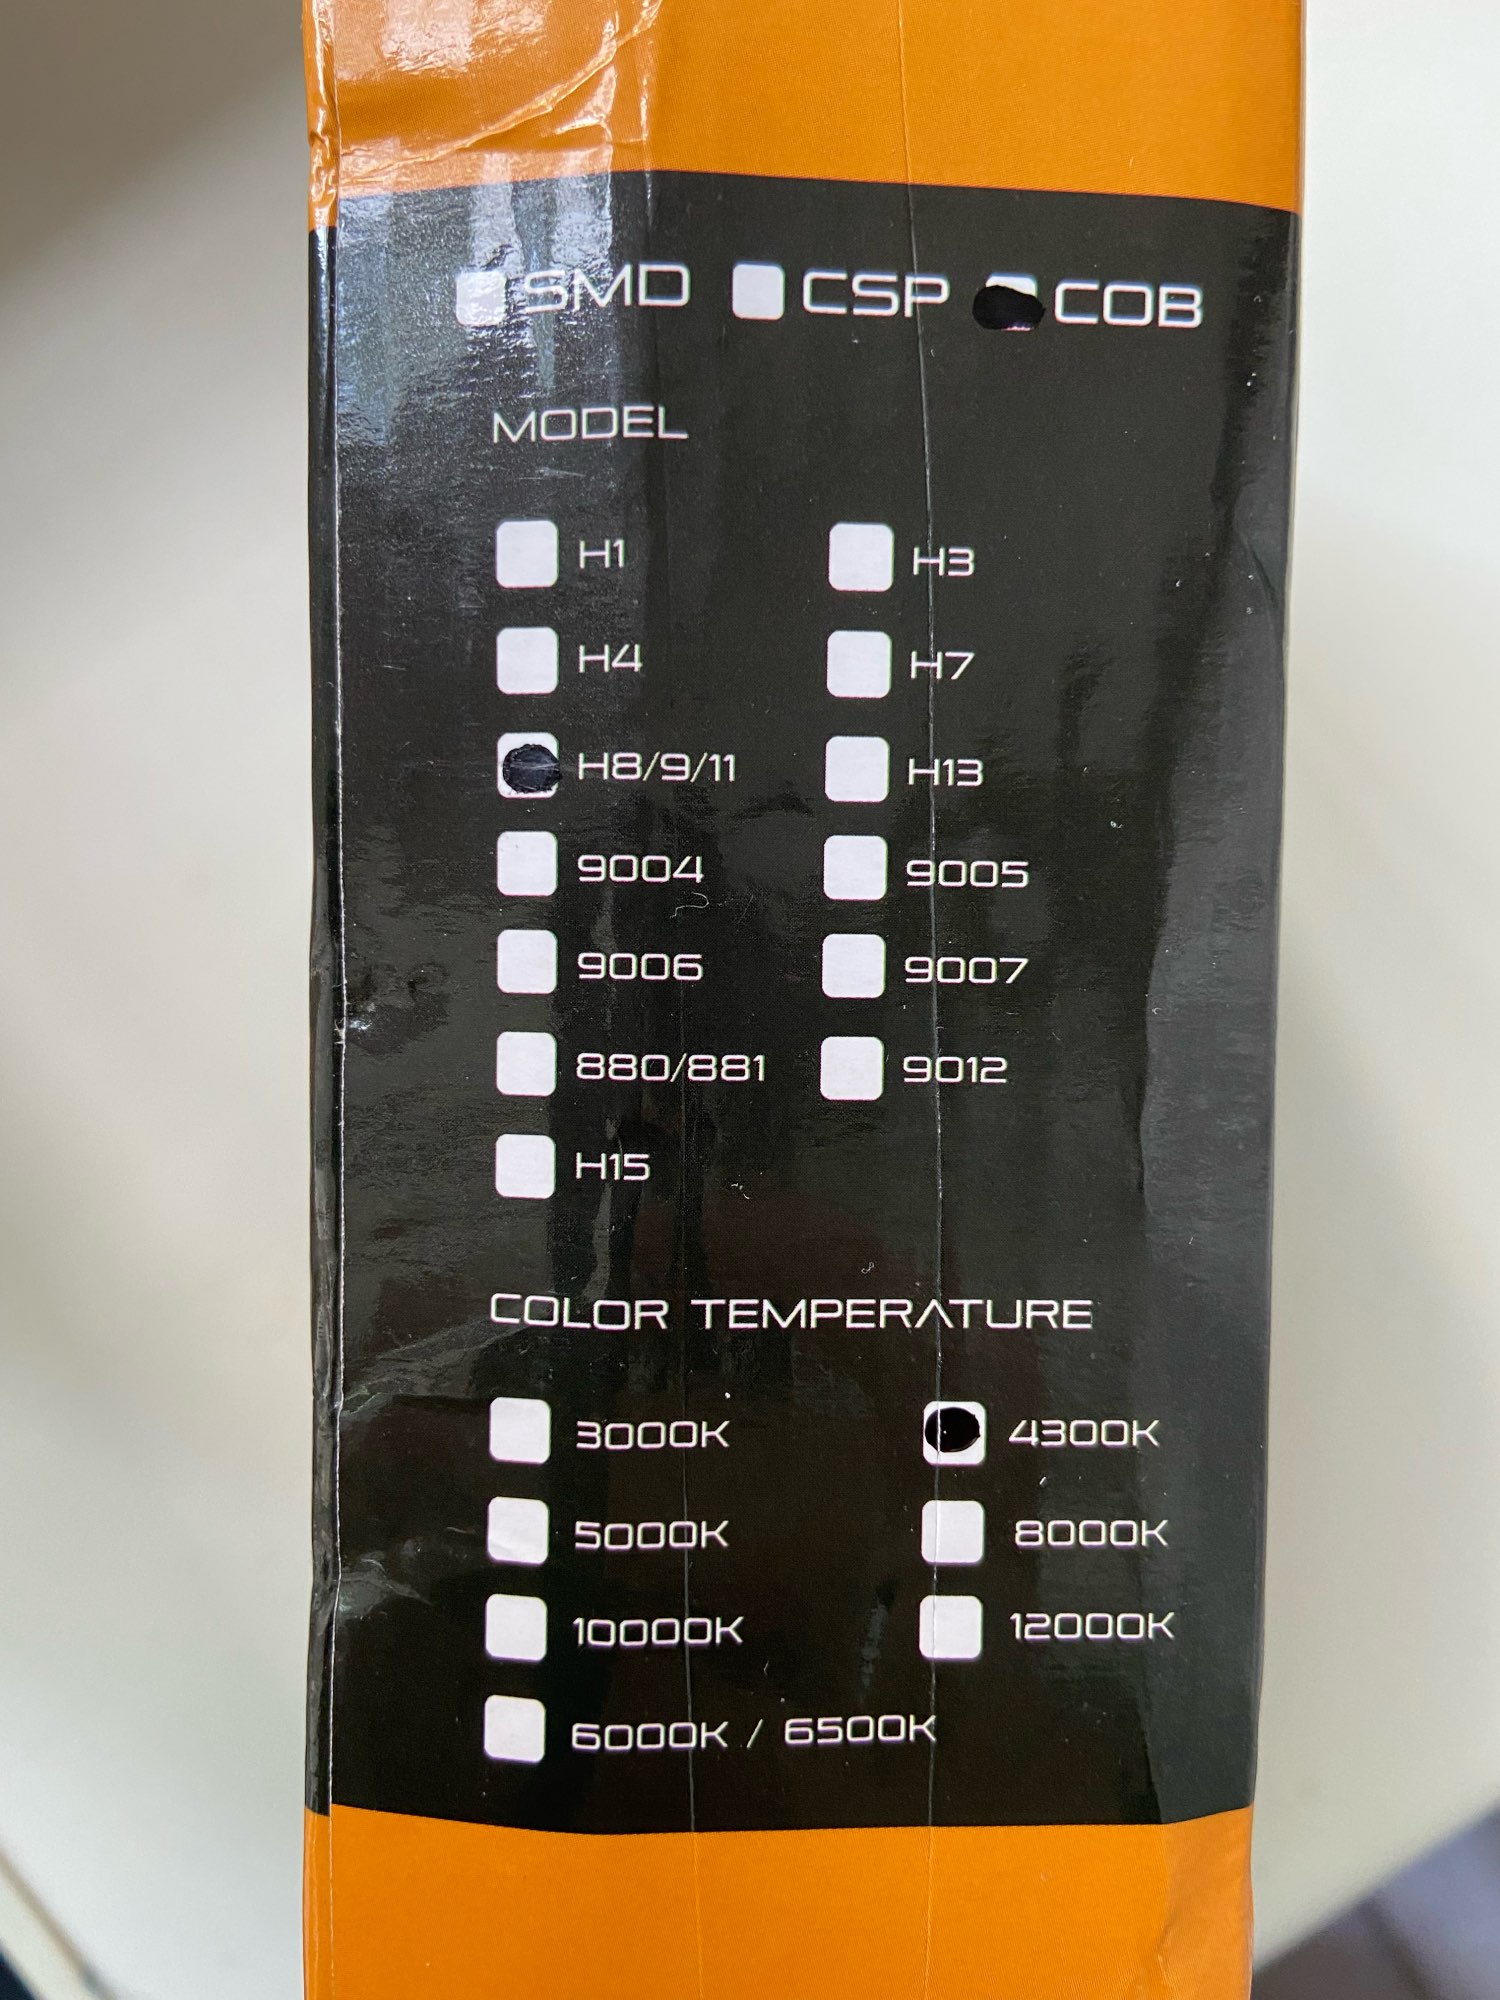 SMD CSP COB
MODEL
H1 H3
H4 H7
H8/9/11 H13
9004 9005
9006 9007
880/881 9012
H15
COLOR TEMPERATURE
3000K 4300K
5000K 8000K
10000K 12000K
6000K / 6500K